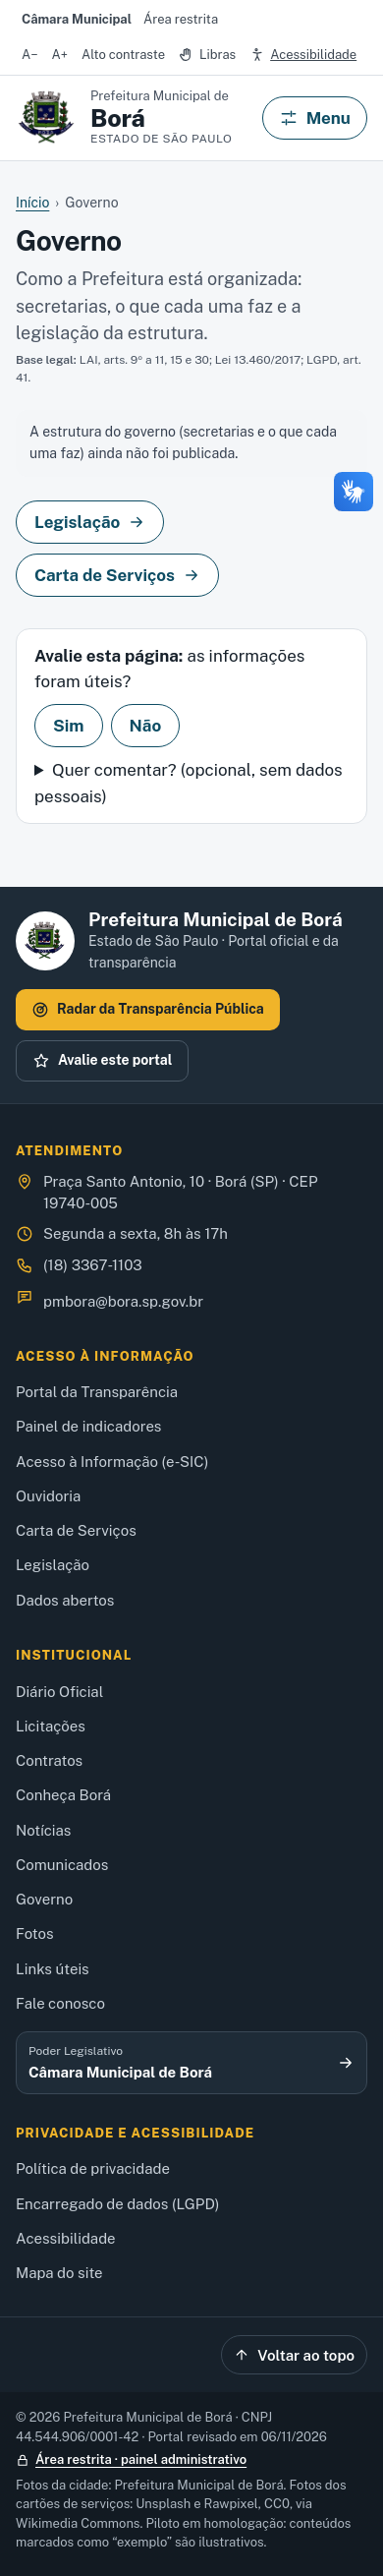 Câmara Municipal Área restrita
A− A+ Alto contraste Libras Acessibilidade
Prefeitura Municipal de
Borá
ESTADO DE SÃO PAULO
Menu
Início › Governo
Governo
Como a Prefeitura está organizada:
secretarias, o que cada uma faz e a
legislação da estrutura.
Base legal: LAI, arts. 9º a 11, 15 e 30; Lei 13.460/2017; LGPD, art.
41.
A estrutura do governo (secretarias e o que cada
uma faz) ainda não foi publicada.
Legislação →
Carta de Serviços →
Avalie esta página: as informações
foram úteis?
Sim Não
▶ Quer comentar? (opcional, sem dados
pessoais)
Prefeitura Municipal de Borá
Estado de São Paulo · Portal oficial e da
transparência
Radar da Transparência Pública
Avalie este portal
ATENDIMENTO
Praça Santo Antonio, 10 · Borá (SP) · CEP
19740-005
Segunda a sexta, 8h às 17h
(18) 3367-1103
pmbora@bora.sp.gov.br
ACESSO À INFORMAÇÃO
Portal da Transparência
Painel de indicadores
Acesso à Informação (e-SIC)
Ouvidoria
Carta de Serviços
Legislação
Dados abertos
INSTITUCIONAL
Diário Oficial
Licitações
Contratos
Conheça Borá
Notícias
Comunicados
Governo
Fotos
Links úteis
Fale conosco
Poder Legislativo
Câmara Municipal de Borá →
PRIVACIDADE E ACESSIBILIDADE
Política de privacidade
Encarregado de dados (LGPD)
Acessibilidade
Mapa do site
↑ Voltar ao topo
© 2026 Prefeitura Municipal de Borá · CNPJ
44.544.906/0001-42 · Portal revisado em 06/11/2026
Área restrita · painel administrativo
Fotos da cidade: Prefeitura Municipal de Borá. Fotos dos
cartões de serviços: Unsplash e Rawpixel, CC0, via
Wikimedia Commons. Piloto em homologação: conteúdos
marcados como “exemplo” são ilustrativos.